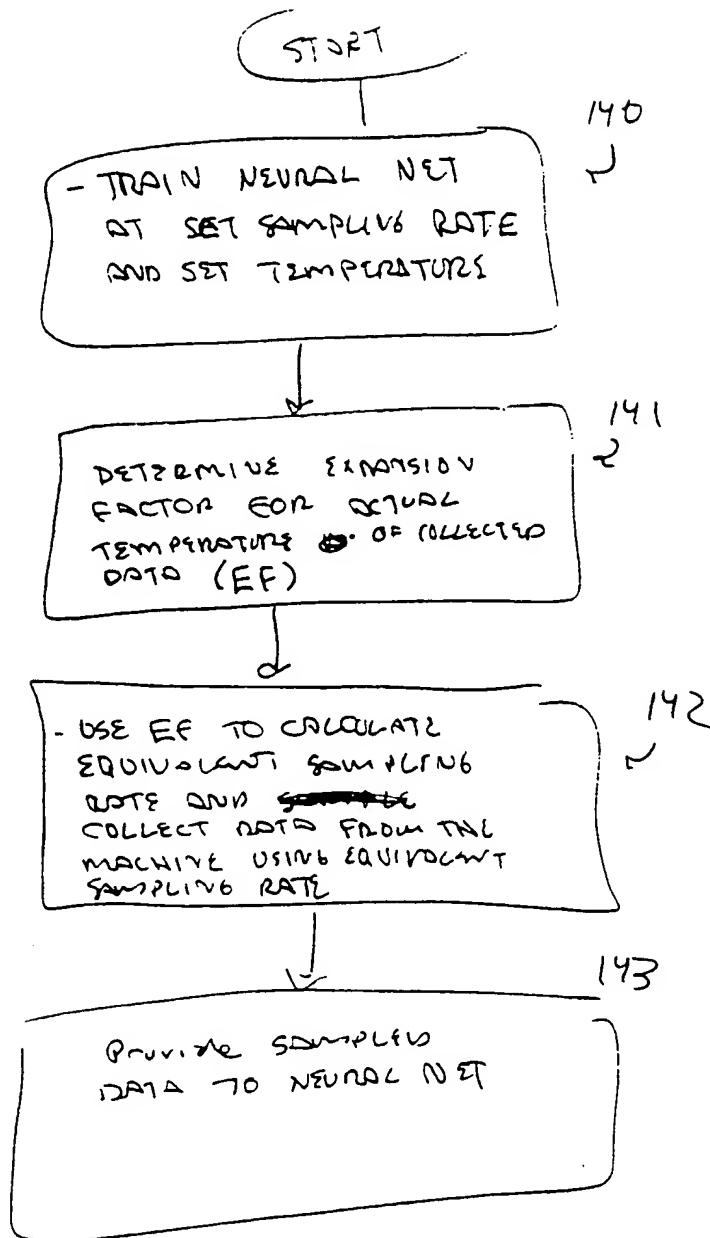 START
140
- TRAIN NEURAL NET
AT SET SAMPLING RATE
AND SET TEMPERATURE
141
DETERMINE EXPANSION
FACTOR FOR ACTUAL
TEMPERATURE OF COLLECTED
DATA (EF)
142
- USE EF TO CALCULATE
EQUIVALENT SAMPLING
RATE AND
COLLECT DATA FROM THE
MACHINE USING EQUIVALENT
SAMPLING RATE
143
Provide SAMPLED
DATA TO NEURAL NET